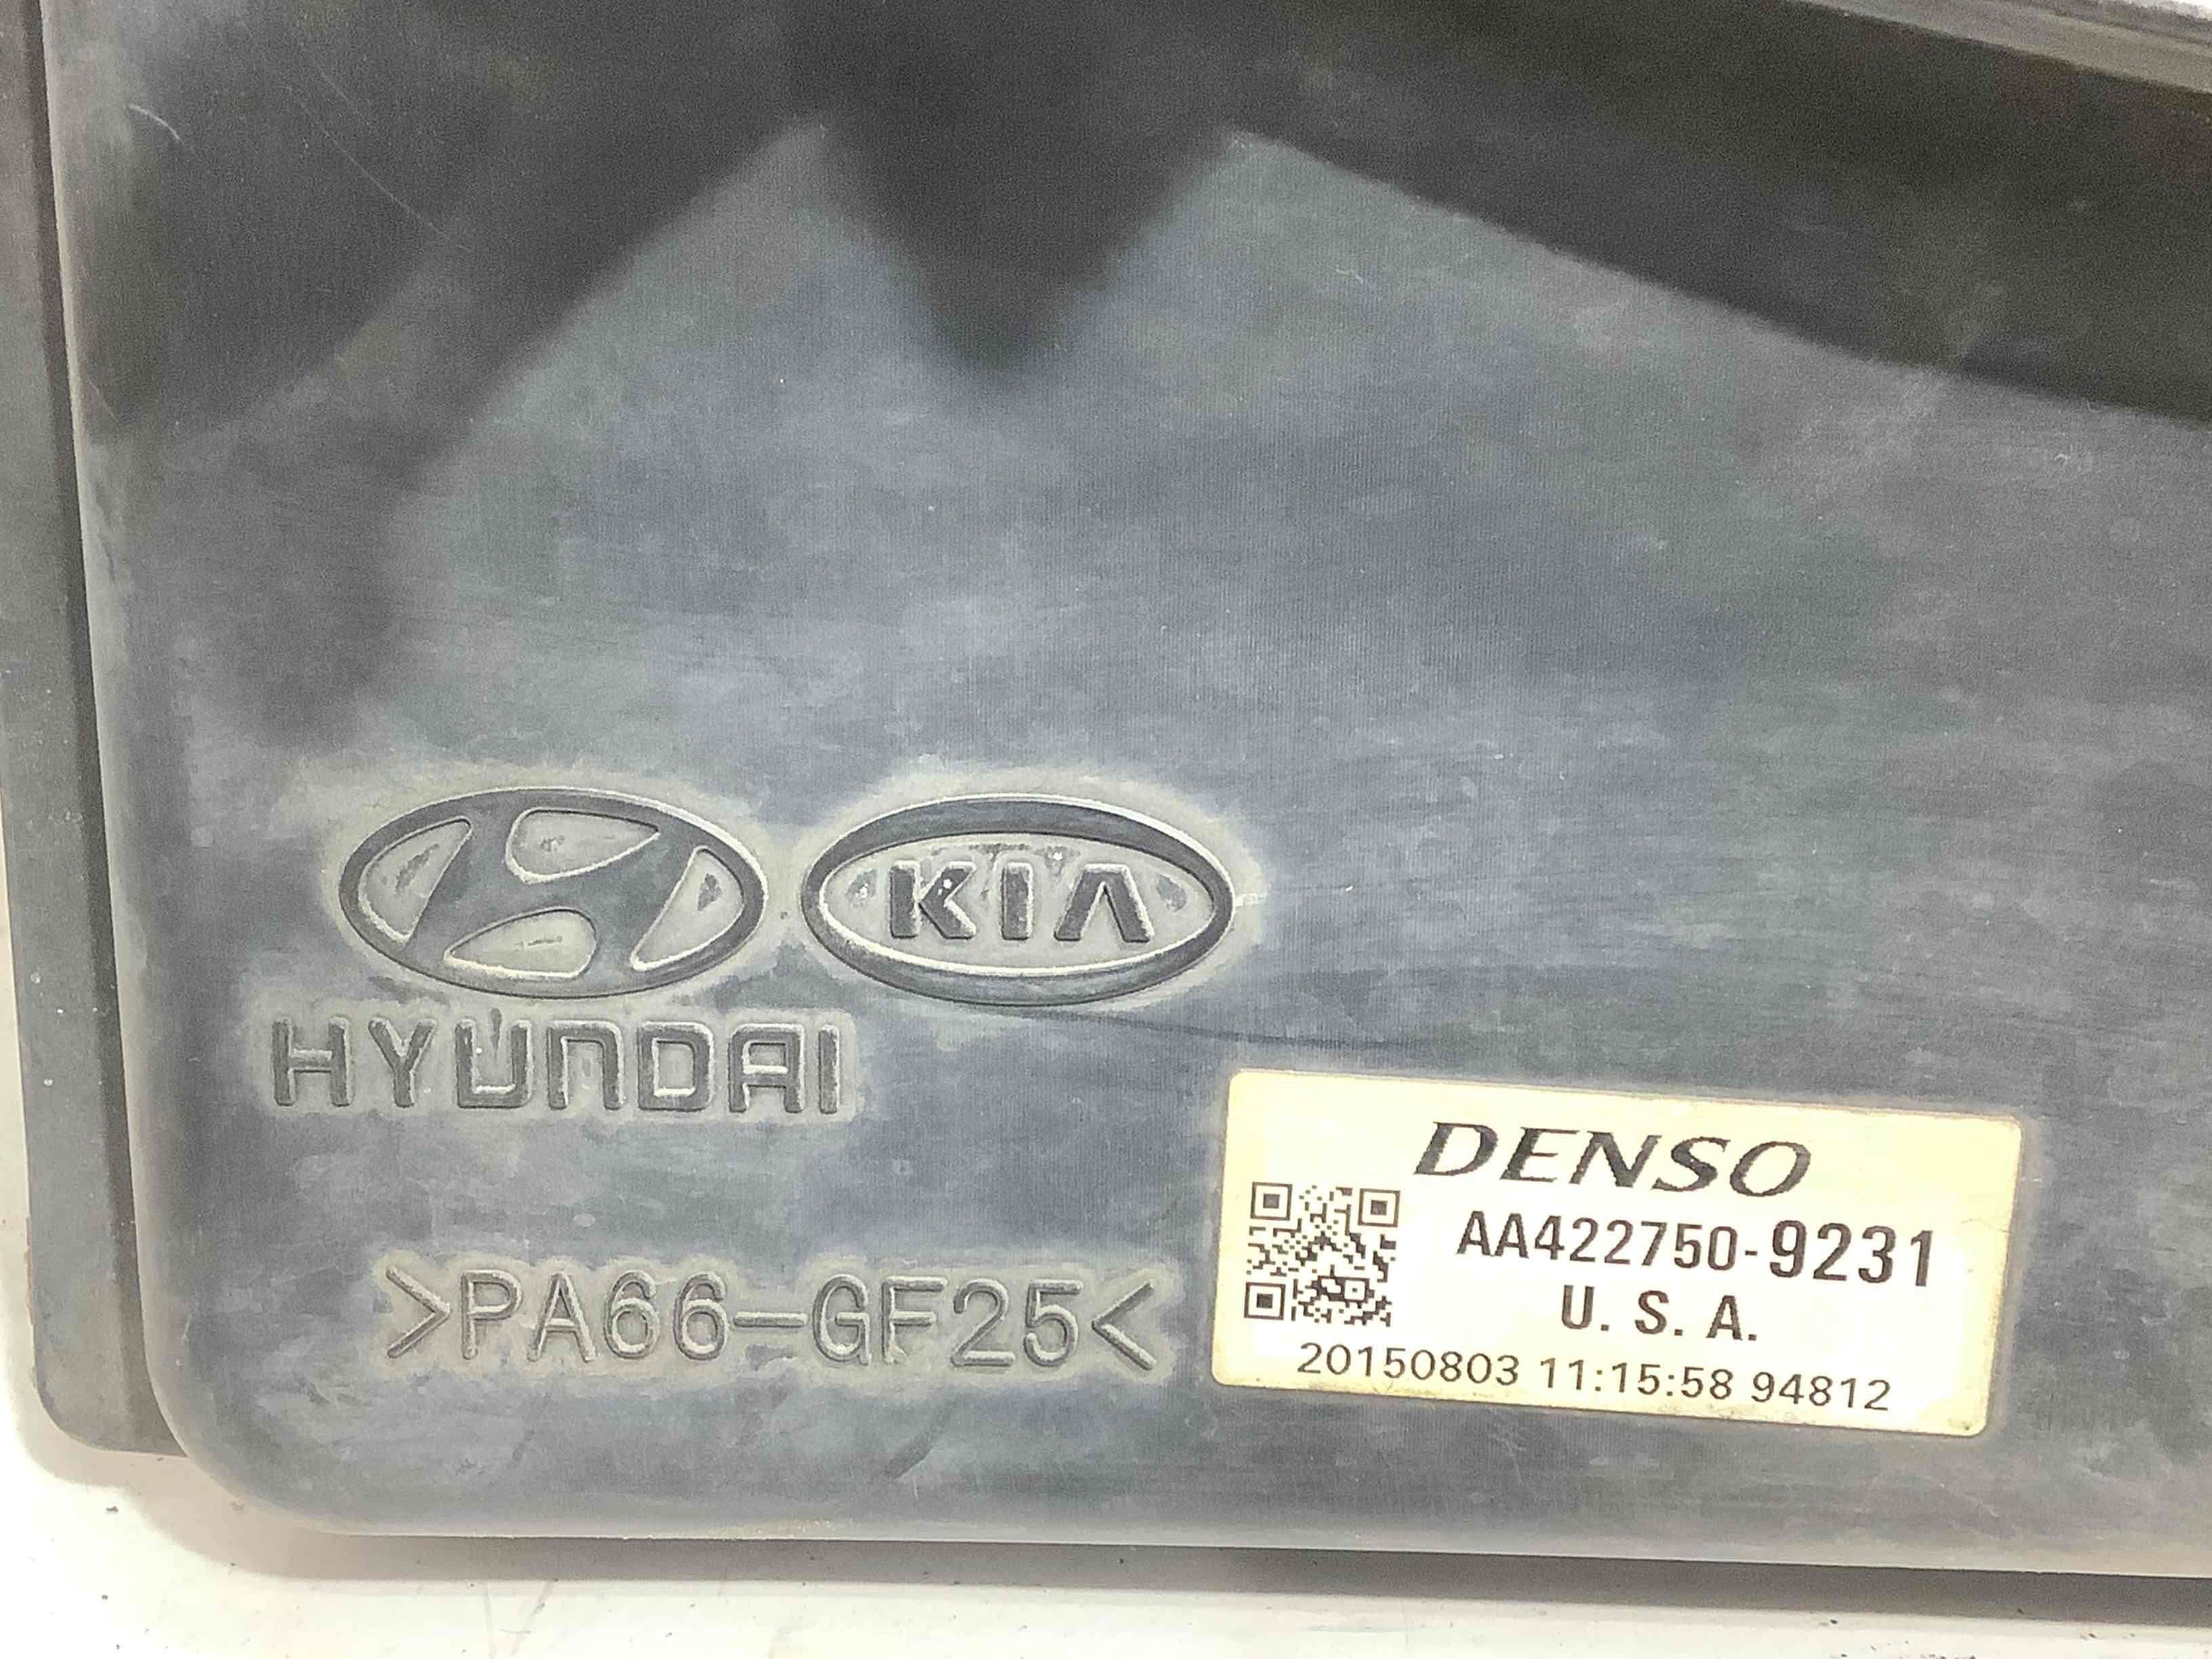 KIA
HYUNDAI
>PA66-GF25<
DENSO
AA422750-9231
U. S. A.
20150803 11:15:58 94812